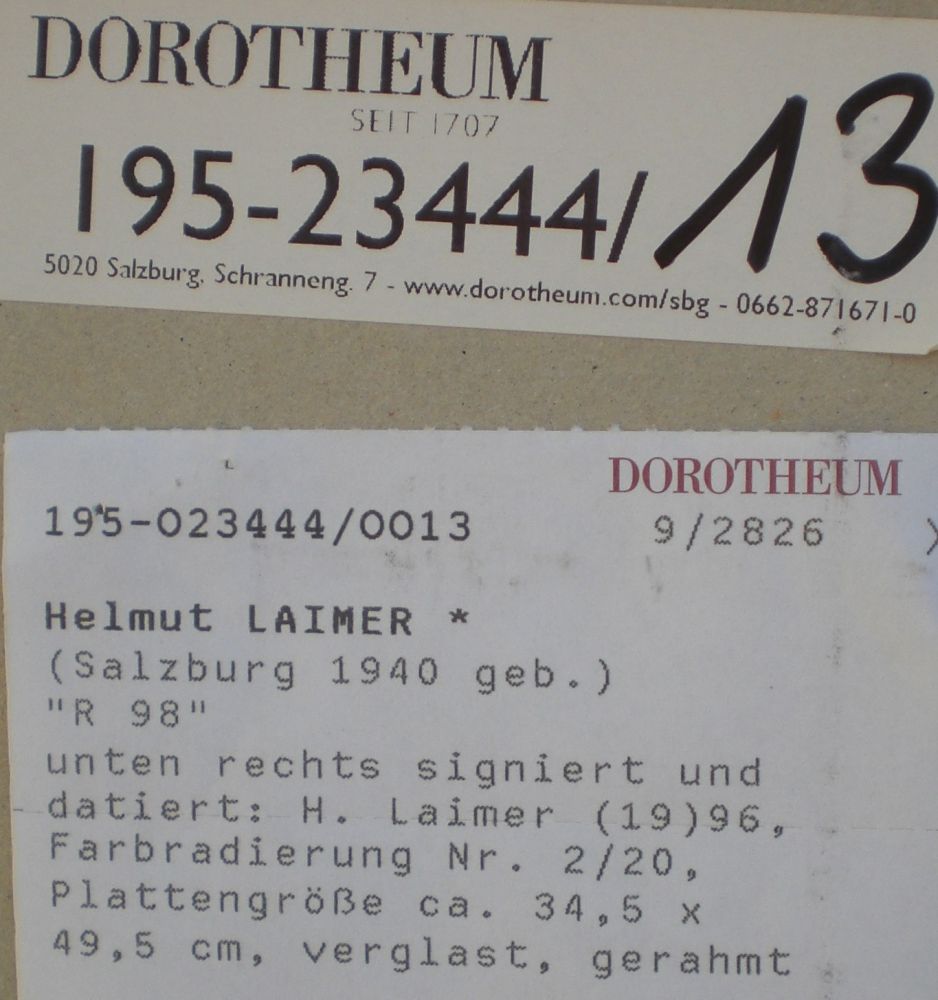 DOROTHEUM
SEIT 1707
195-23444/13
5020 Salzburg, Schranneng. 7 - www.dorotheum.com/sbg - 0662-871671-0
DOROTHEUM
195-023444/0013 9/2826
Helmut LAIMER *
(Salzburg 1940 geb.)
"R 98"
unten rechts signiert und
datiert: H. Laimer (19)96,
Farbradierung Nr. 2/20,
Plattengröße ca. 34,5 x
49,5 cm, verglast, gerahmt